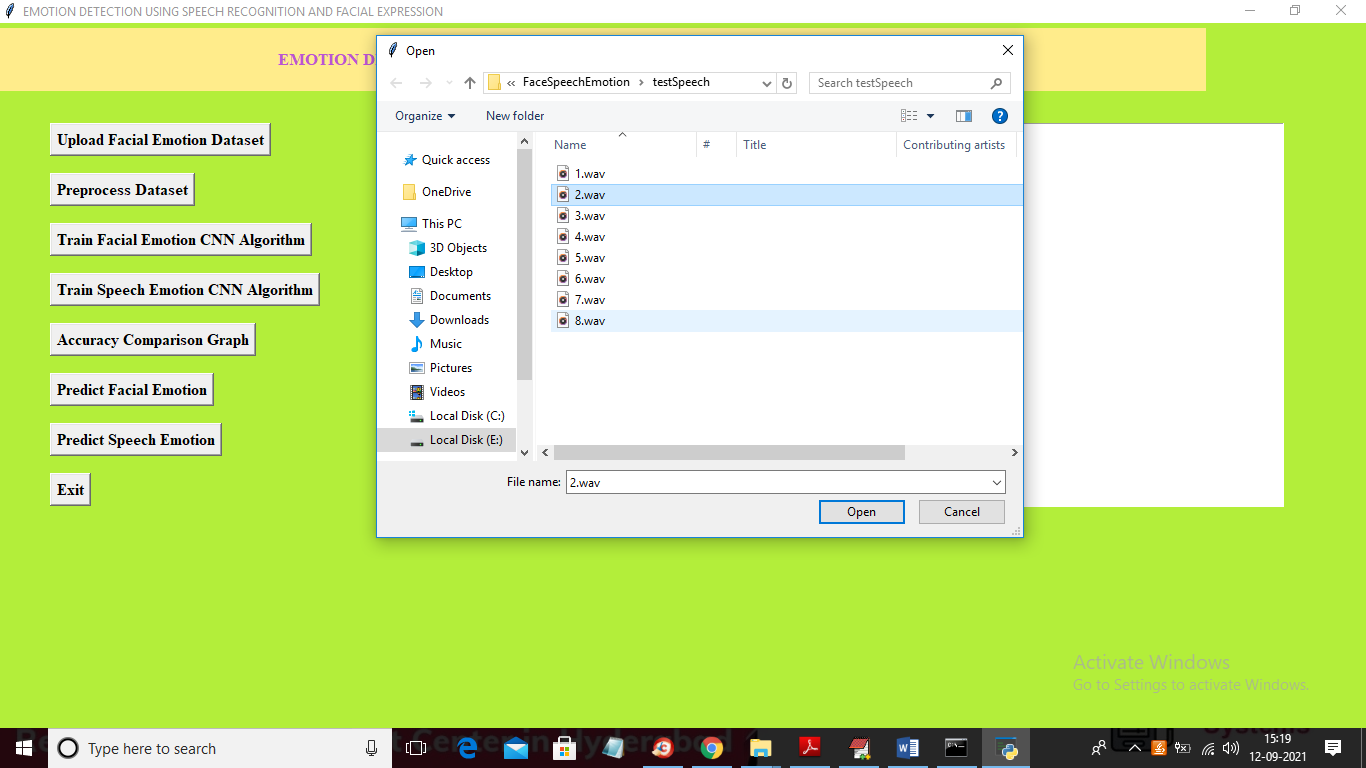 EMOTION DETECTION USING SPEECH RECOGNITION AND FACIAL EXPRESSION
EMOTION D
Upload Facial Emotion Dataset
Preprocess Dataset
Train Facial Emotion CNN Algorithm
Train Speech Emotion CNN Algorithm
Accuracy Comparison Graph
Predict Facial Emotion
Predict Speech Emotion
Exit
Open
« FaceSpeechEmotion › testSpeech
Search testSpeech
Organize
New folder
Quick access
OneDrive
This PC
3D Objects
Desktop
Documents
Downloads
Music
Pictures
Videos
Local Disk (C:)
Local Disk (E:)
Name # Title Contributing artists
1.wav
2.wav
3.wav
4.wav
5.wav
6.wav
7.wav
8.wav
File name: 2.wav
Open Cancel
Activate Windows
Go to Settings to activate Windows.
Type here to search
15:19
12-09-2021